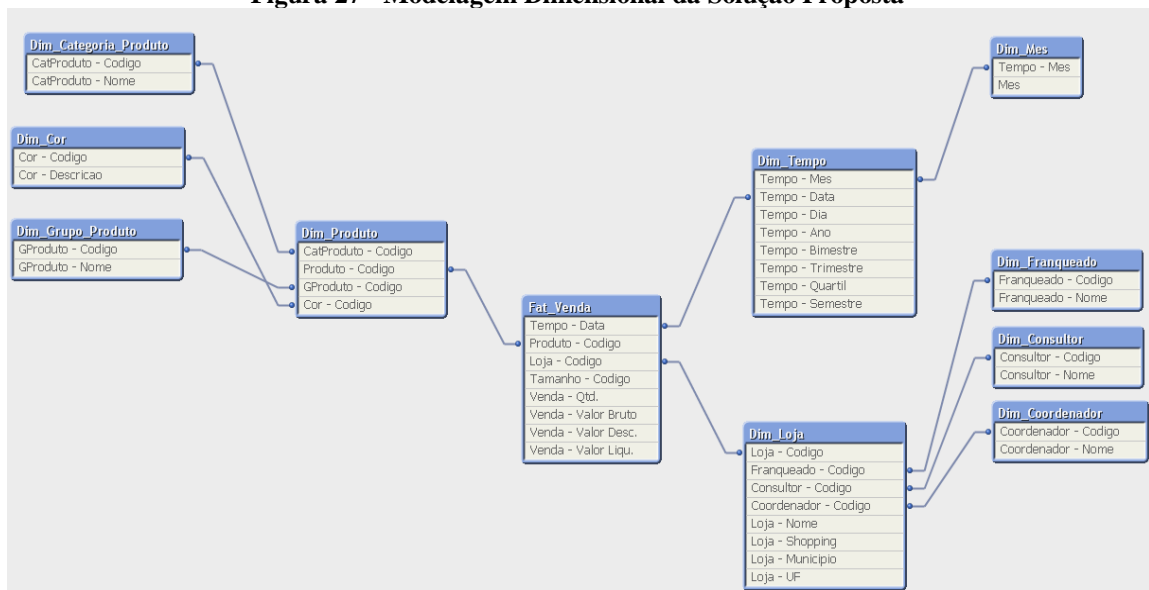 Figura 27 - Modelagem Dimensional da Solução Proposta
Dim_Categoria_Produto
CatProduto - Codigo
CatProduto - Nome
Dim_Cor
Cor - Codigo
Cor - Descricao
Dim_Grupo_Produto
GProduto - Codigo
GProduto - Nome
Dim_Produto
CatProduto - Codigo
Produto - Codigo
GProduto - Codigo
Cor - Codigo
Fat_Venda
Tempo - Data
Produto - Codigo
Loja - Codigo
Tamanho - Codigo
Venda - Qtd.
Venda - Valor Bruto
Venda - Valor Desc.
Venda - Valor Liqu.
Dim_Tempo
Tempo - Mes
Tempo - Data
Tempo - Dia
Tempo - Ano
Tempo - Bimestre
Tempo - Trimestre
Tempo - Quartil
Tempo - Semestre
Dim_Mes
Tempo - Mes
Mes
Dim_Loja
Loja - Codigo
Franqueado - Codigo
Consultor - Codigo
Coordenador - Codigo
Loja - Nome
Loja - Shopping
Loja - Municipio
Loja - UF
Dim_Franqueado
Franqueado - Codigo
Franqueado - Nome
Dim_Consultor
Consultor - Codigo
Consultor - Nome
Dim_Coordenador
Coordenador - Codigo
Coordenador - Nome